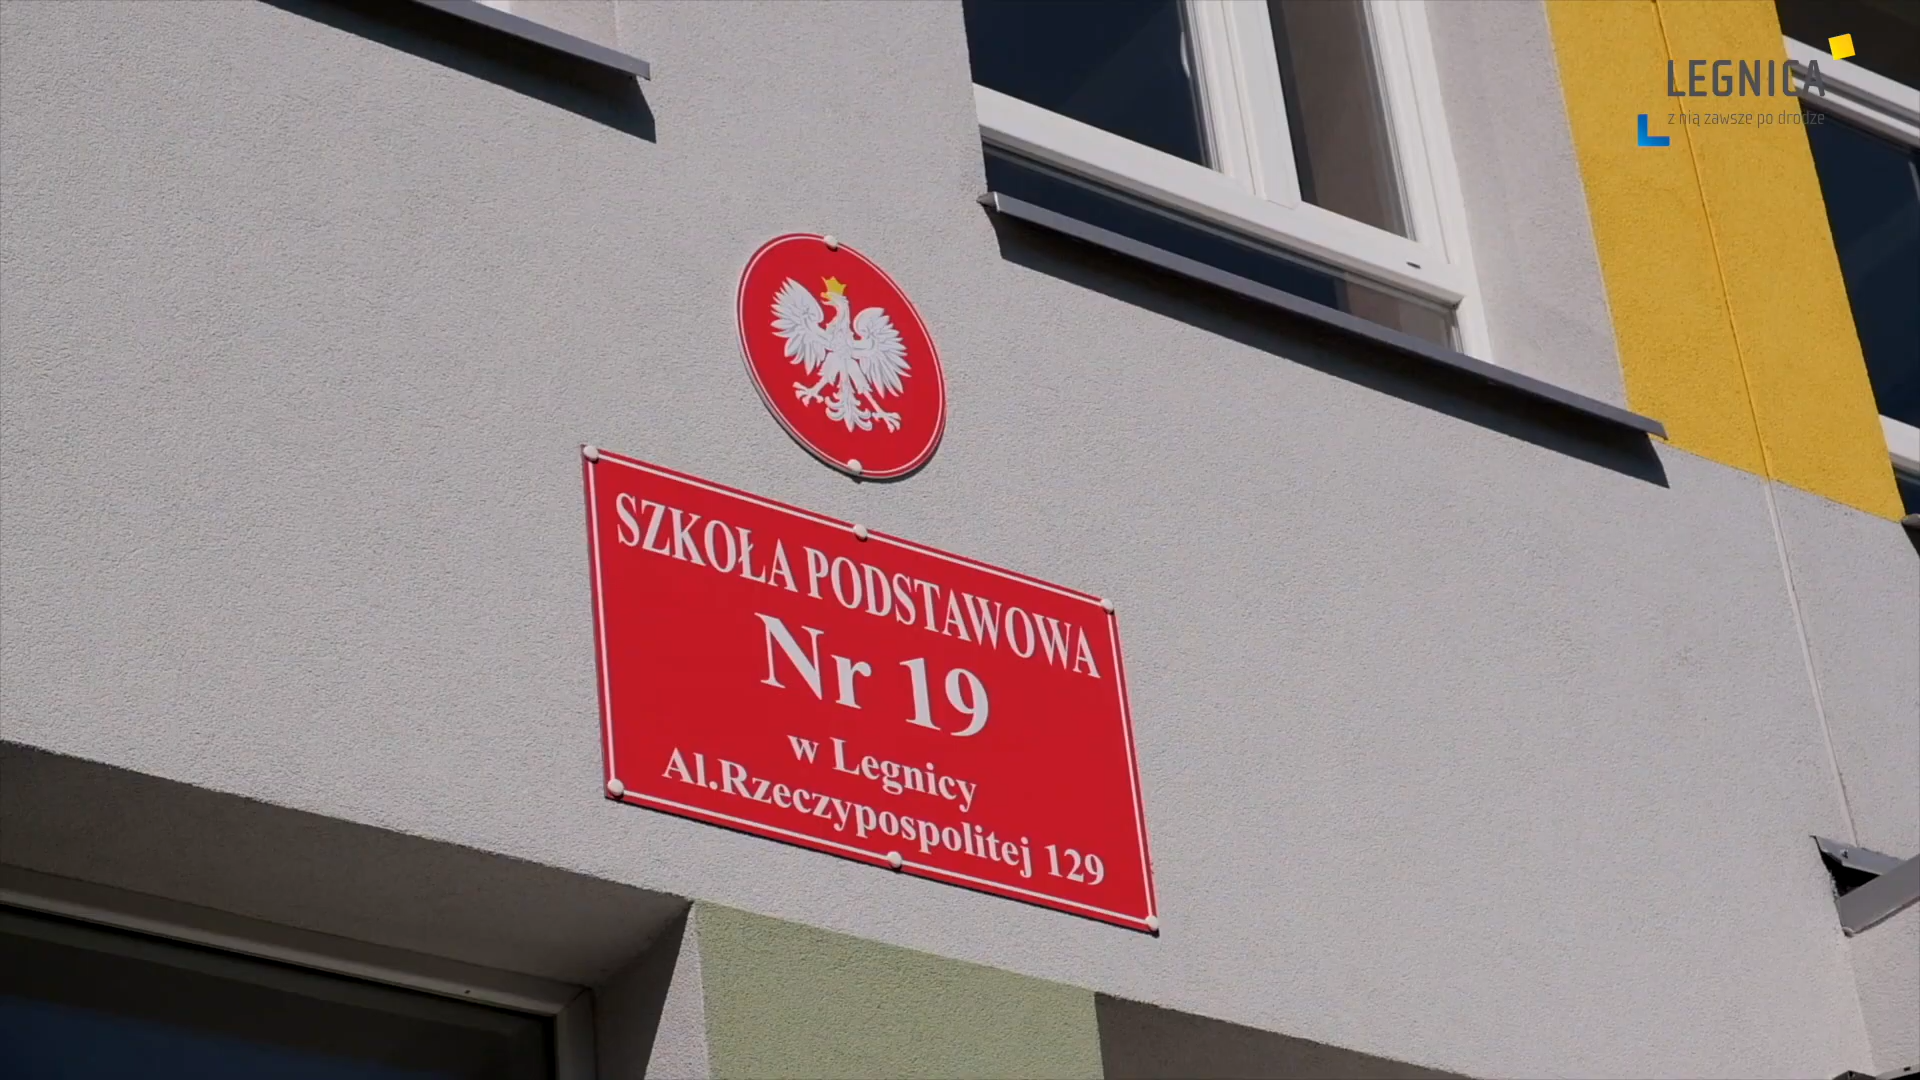 LEGNICA
z nią zawsze po drodze
SZKOŁA PODSTAWOWA
Nr 19
w Legnicy
Al.Rzeczypospolitej 129